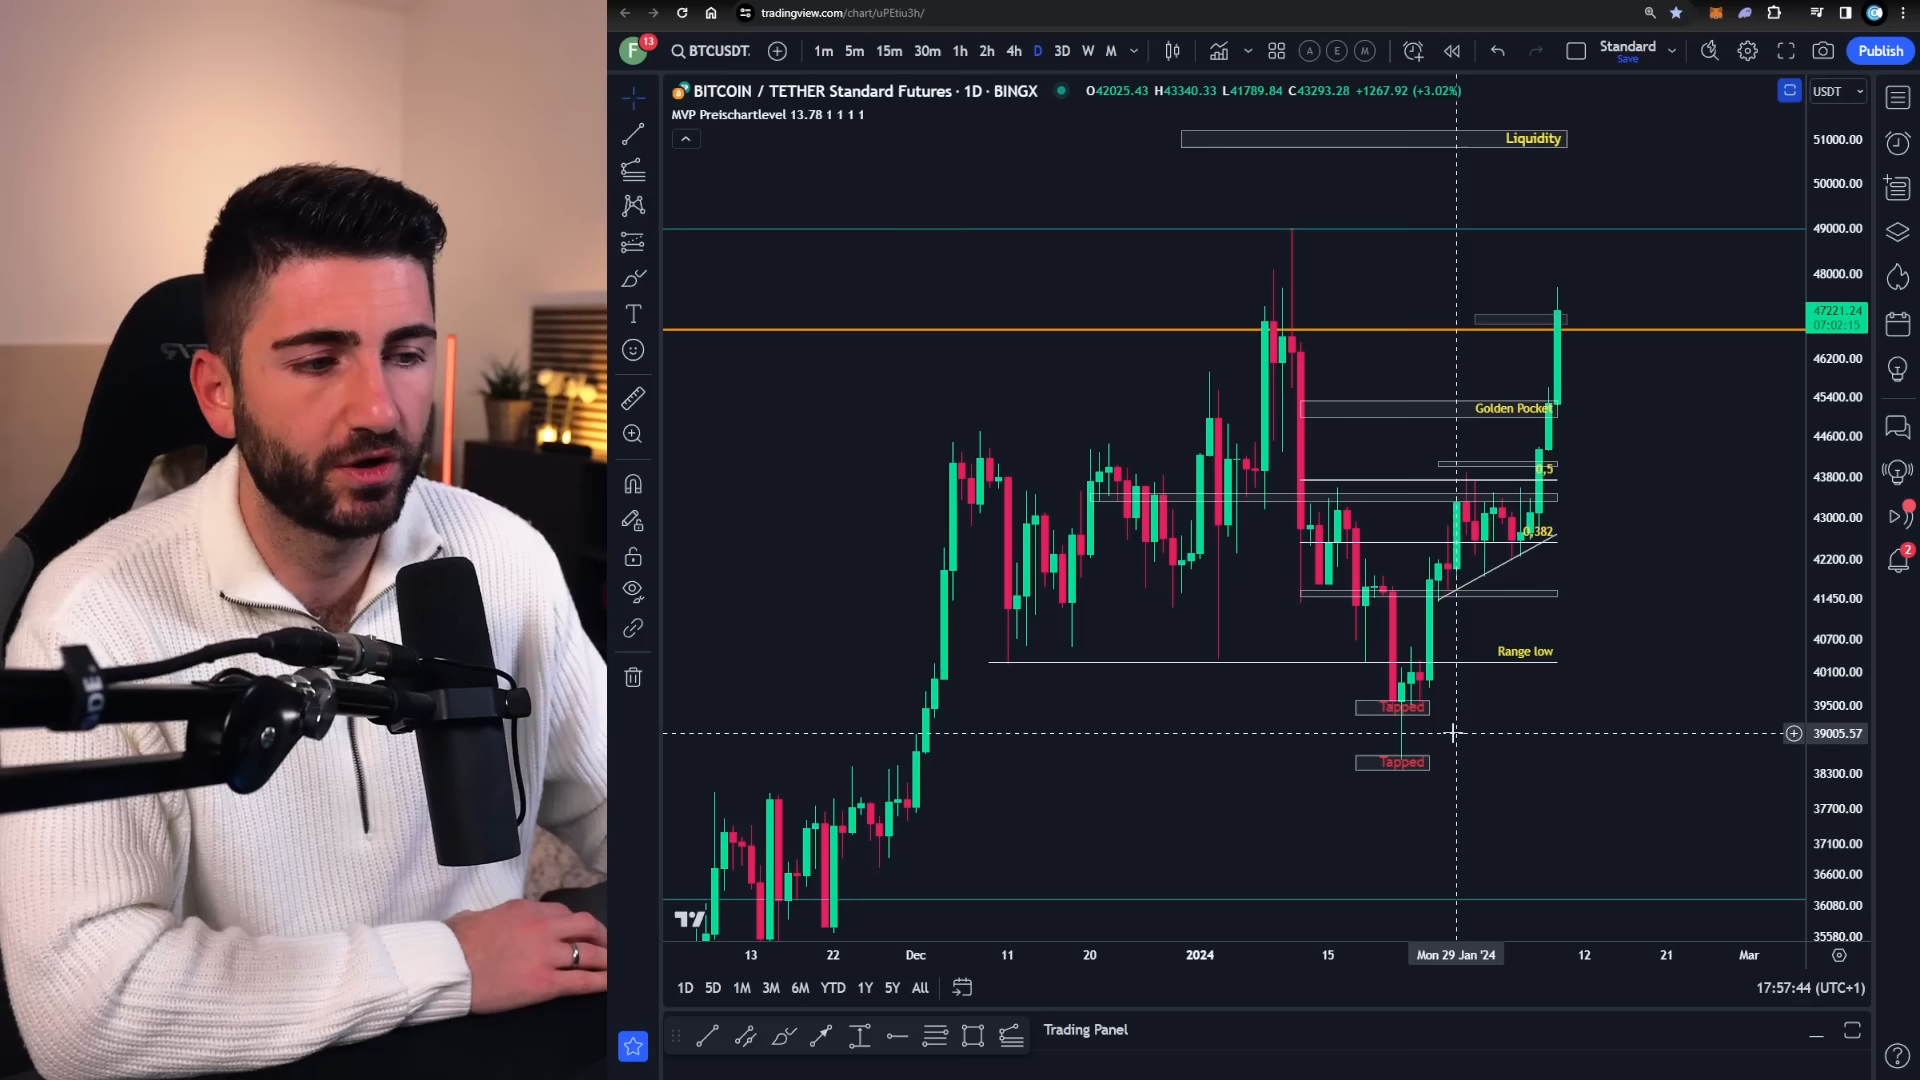 tradingview.com/chart/uPEtiu3h/
F
13
BTCUSDT.
1m 5m 15m 30m 1h 2h 4h D 3D W M
A E M
Standard
Save
Publish
BITCOIN / TETHER Standard Futures · 1D · BINGX
O42025.43 H43340.33 L41789.84 C43293.28 +1267.92 (+3.02%)
USDT
MVP Preischartlevel 13.78 1 1 1 1
Liquidity
51000.00
50000.00
49000.00
48000.00
47221.24
07:02:15
46200.00
45400.00
Golden Pocket
44600.00
0,5
43800.00
43000.00
0,382
42200.00
41450.00
40700.00
Range low
40100.00
39500.00
Tapped
39005.57
Tapped
38300.00
37700.00
37100.00
36600.00
36080.00
35580.00
2
13 22 Dec 11 20 2024 15 Mon 29 Jan '24 12 21 Mar
1D 5D 1M 3M 6M YTD 1Y 5Y All
17:57:44 (UTC+1)
Trading Panel